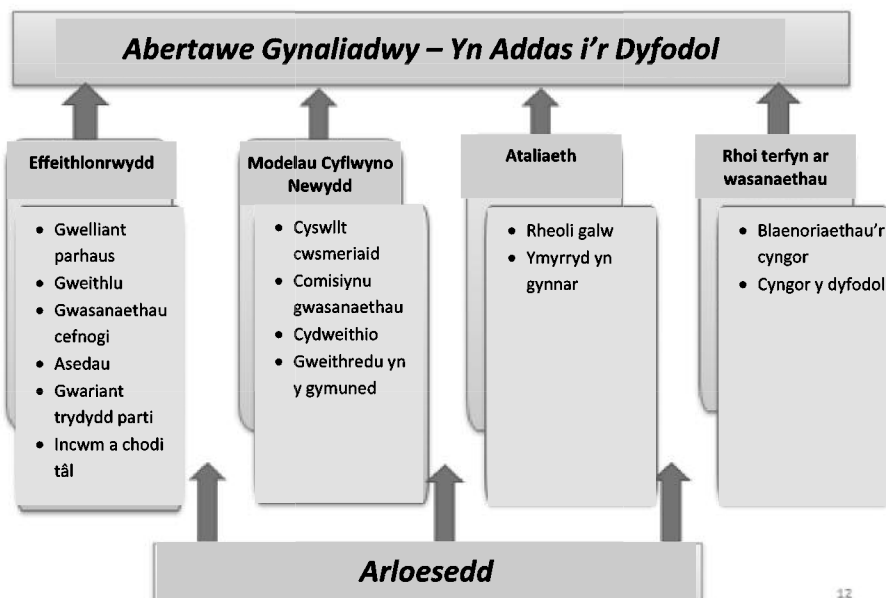 Abertawe Gynaliadwy – Yn Addas i'r Dyfodol
Effeithlonrwydd
• Gwelliant
parhaus
• Gweithlu
• Gwasanaethau
cefnogi
• Asedau
• Gwariant
trydydd parti
• Incwm a chodi
tâl
Modelau Cyflwyno
Newydd
• Cyswllt
cwsmeriaid
• Comisiynu
gwasanaethau
• Cydweithio
• Gweithredu yn
y gymuned
Ataliaeth
• Rheoli galw
• Ymyrryd yn
gynnar
Rhoi terfyn ar
wasanaethau
• Blaenoriaethau'r
cyngor
• Cyngor y dyfodol
Arloesedd
12